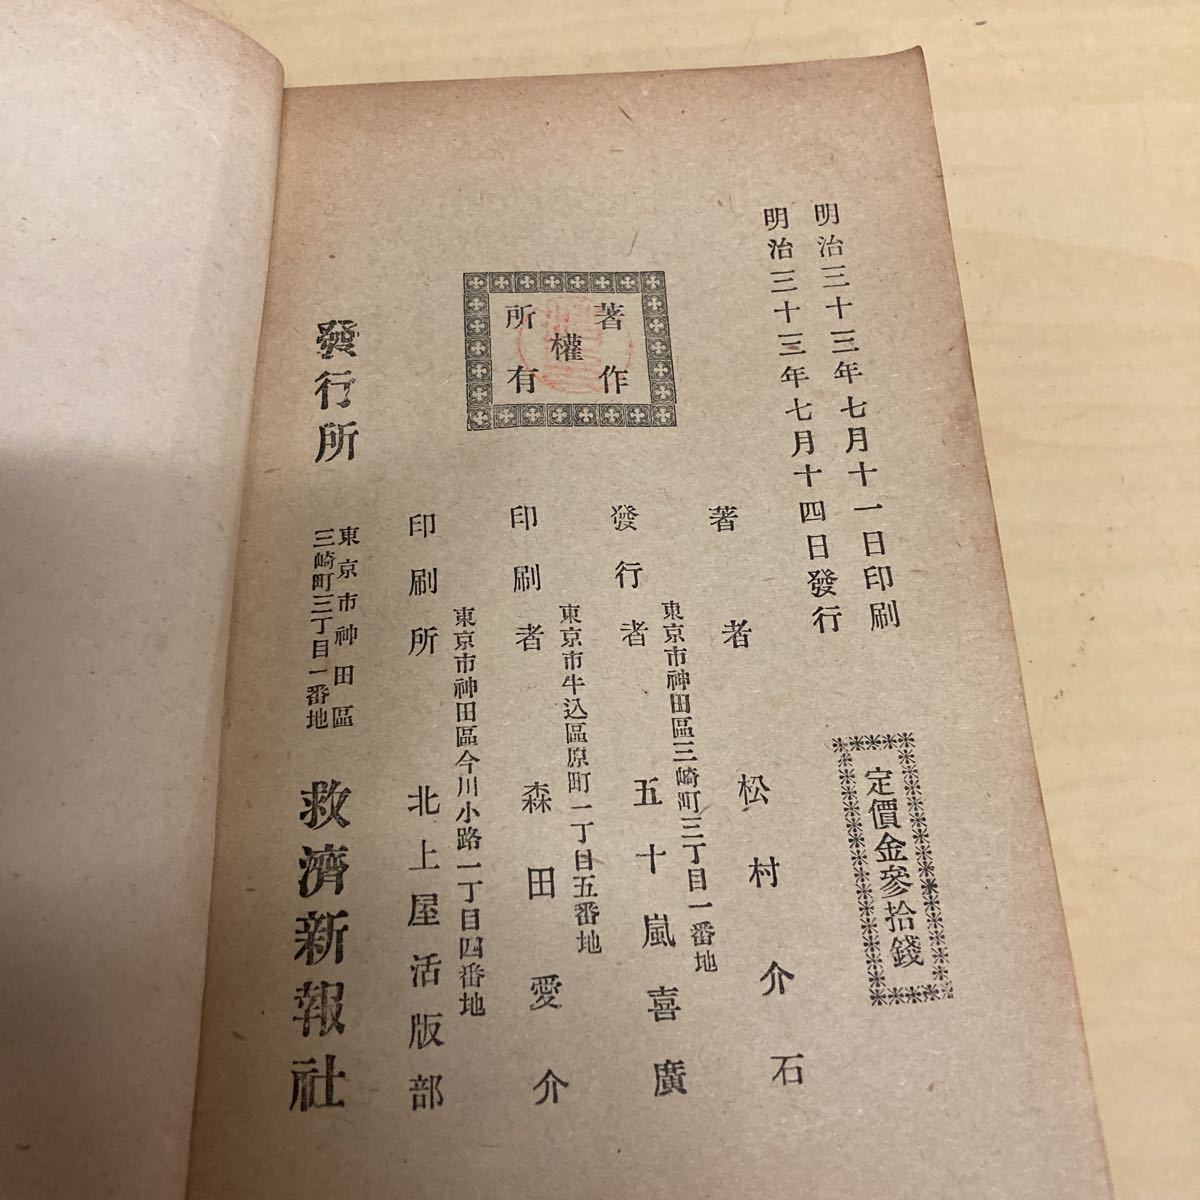 明治三十三年七月十一日印刷
明治三十三年七月十四日發行
定價金參拾錢
著作權所有
著者 松村介石
東京市神田區三崎町三丁目一番地
發行者 五十嵐喜廣
東京市牛込區原町一丁目五番地
印刷者 森田愛介
東京市神田區今川小路一丁目四番地
印刷所 北上屋活版部
發行所
東京市神田區
三崎町三丁目一番地
救濟新報社